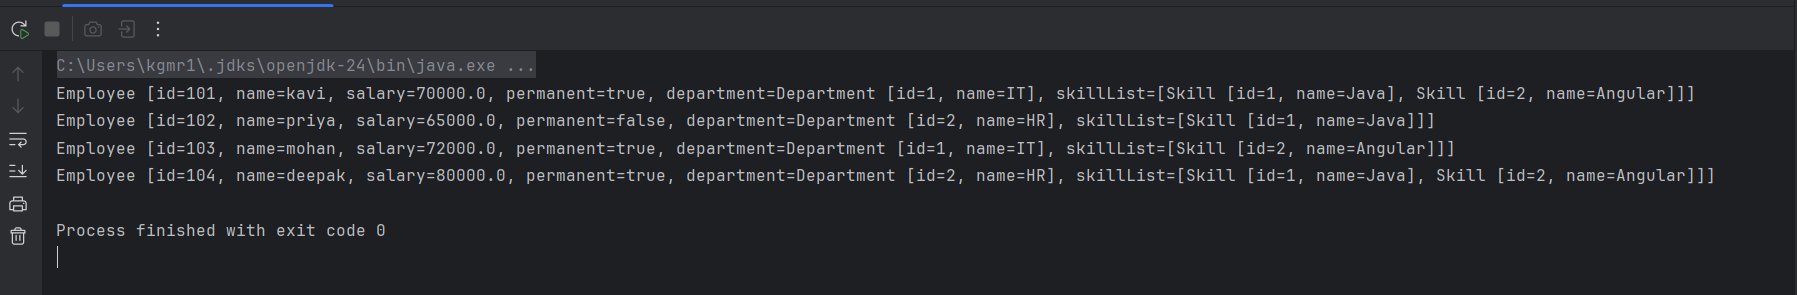 C:\Users\kgmr1\.jdks\openjdk-24\bin\java.exe ...
Employee [id=101, name=kavi, salary=70000.0, permanent=true, department=Department [id=1, name=IT], skillList=[Skill [id=1, name=Java], Skill [id=2, name=Angular]]]
Employee [id=102, name=priya, salary=65000.0, permanent=false, department=Department [id=2, name=HR], skillList=[Skill [id=1, name=Java]]]
Employee [id=103, name=mohan, salary=72000.0, permanent=true, department=Department [id=1, name=IT], skillList=[Skill [id=2, name=Angular]]]
Employee [id=104, name=deepak, salary=80000.0, permanent=true, department=Department [id=2, name=HR], skillList=[Skill [id=1, name=Java], Skill [id=2, name=Angular]]]
Process finished with exit code 0